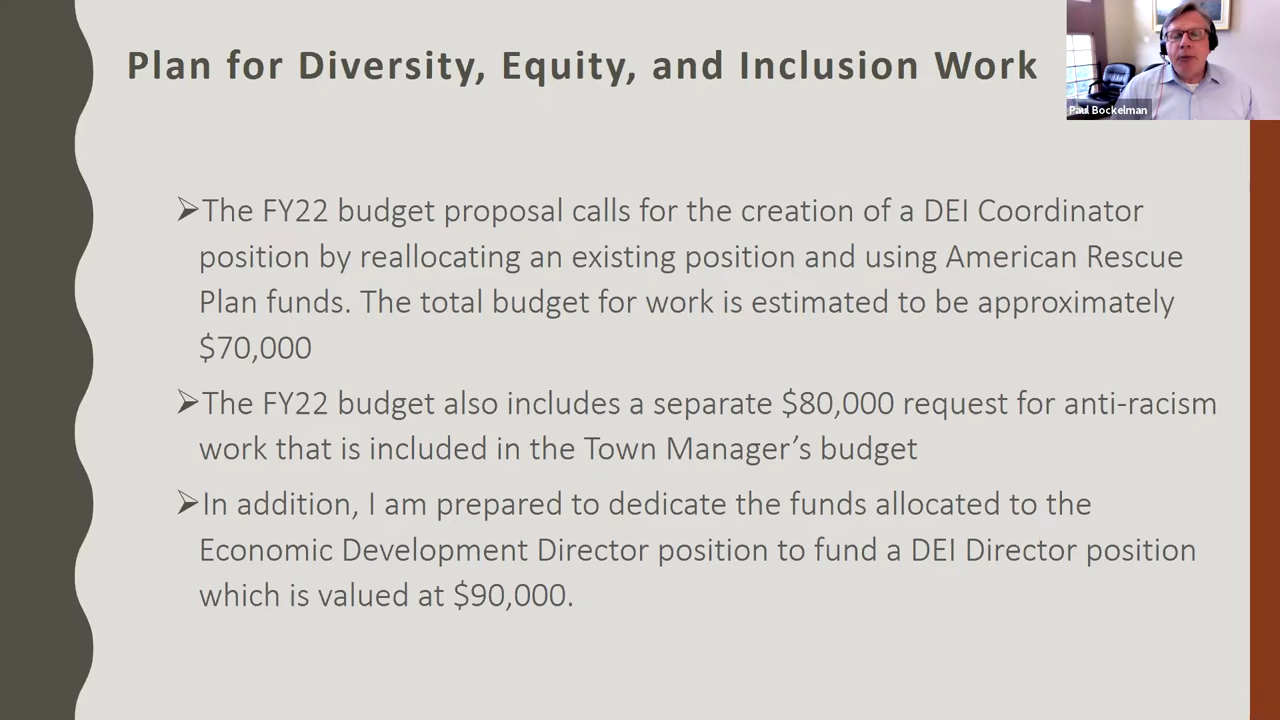 Plan for Diversity, Equity, and Inclusion Work
Paul Bockelman
➢The FY22 budget proposal calls for the creation of a DEI Coordinator
position by reallocating an existing position and using American Rescue
Plan funds. The total budget for work is estimated to be approximately
$70,000
➢The FY22 budget also includes a separate $80,000 request for anti-racism
work that is included in the Town Manager’s budget
➢In addition, I am prepared to dedicate the funds allocated to the
Economic Development Director position to fund a DEI Director position
which is valued at $90,000.